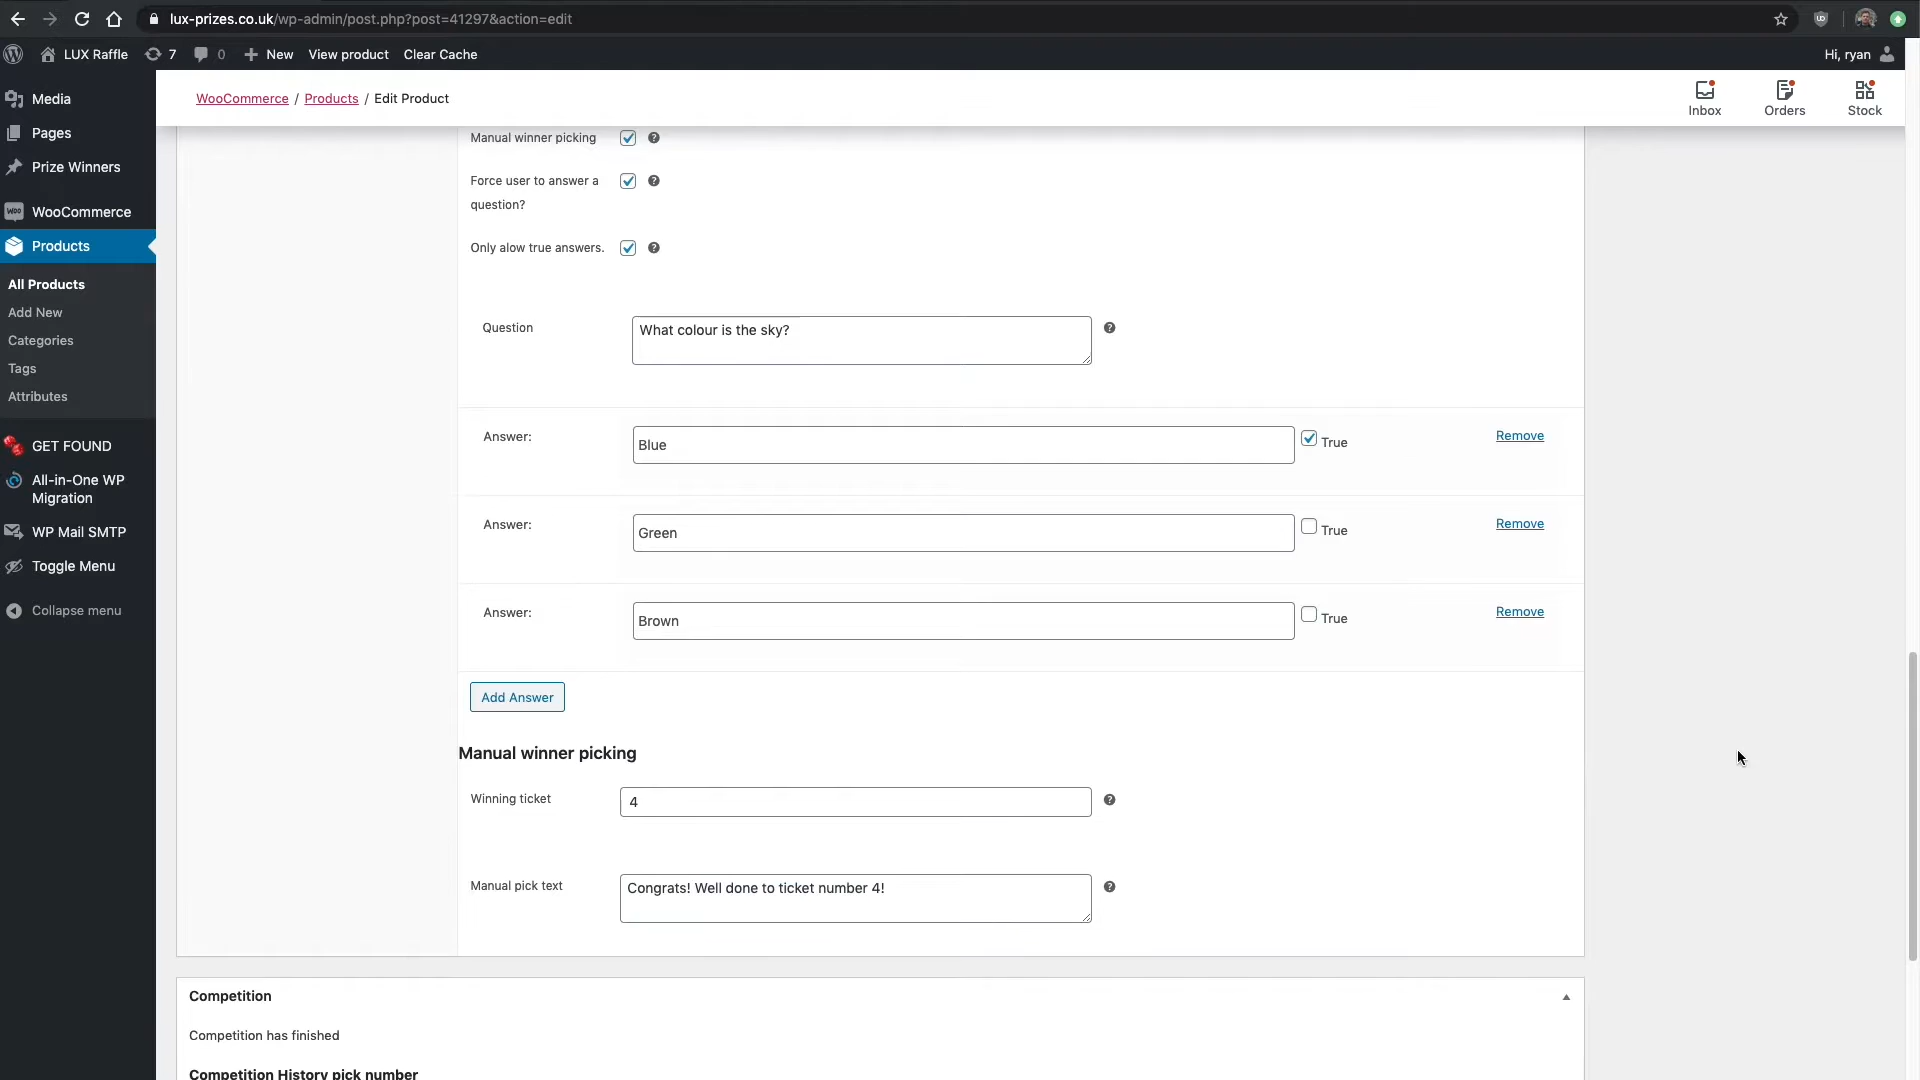 lux-prizes.co.uk/wp-admin/post.php?post=41297&action=edit
LUX Raffle 7 0 New View product Clear Cache Hi, ryan
WooCommerce / Products / Edit Product
Inbox Orders Stock
Media
Pages
Prize Winners
WooCommerce
Products
All Products
Add New
Categories
Tags
Attributes
GET FOUND
All-in-One WP
Migration
WP Mail SMTP
Toggle Menu
Collapse menu
Manual winner picking
Force user to answer a
question?
Only alow true answers.
Question What colour is the sky?
Answer: Blue True Remove
Answer: Green True Remove
Answer: Brown True Remove
Add Answer
Manual winner picking
Winning ticket 4
Manual pick text Congrats! Well done to ticket number 4!
Competition
Competition has finished
Competition History pick number